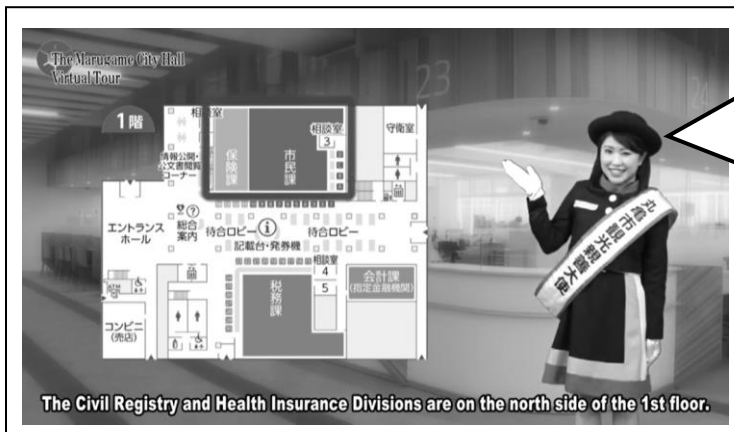 The Marugame City Hall
Virtual Tour
23
24
1階
相談室
保険課
市民課
相談室
3
守衛室
情報公開・
公文書閲覧
コーナー
エントランス
ホール
総合
案内
待合ロビー
待合ロビー
記載台・発券機
相談室
4
5
税務課
会計課
(指定金融機関)
コンビニ
(売店)
丸亀市観光親善大使
The Civil Registry and Health Insurance Divisions are on the north side of the 1st floor.